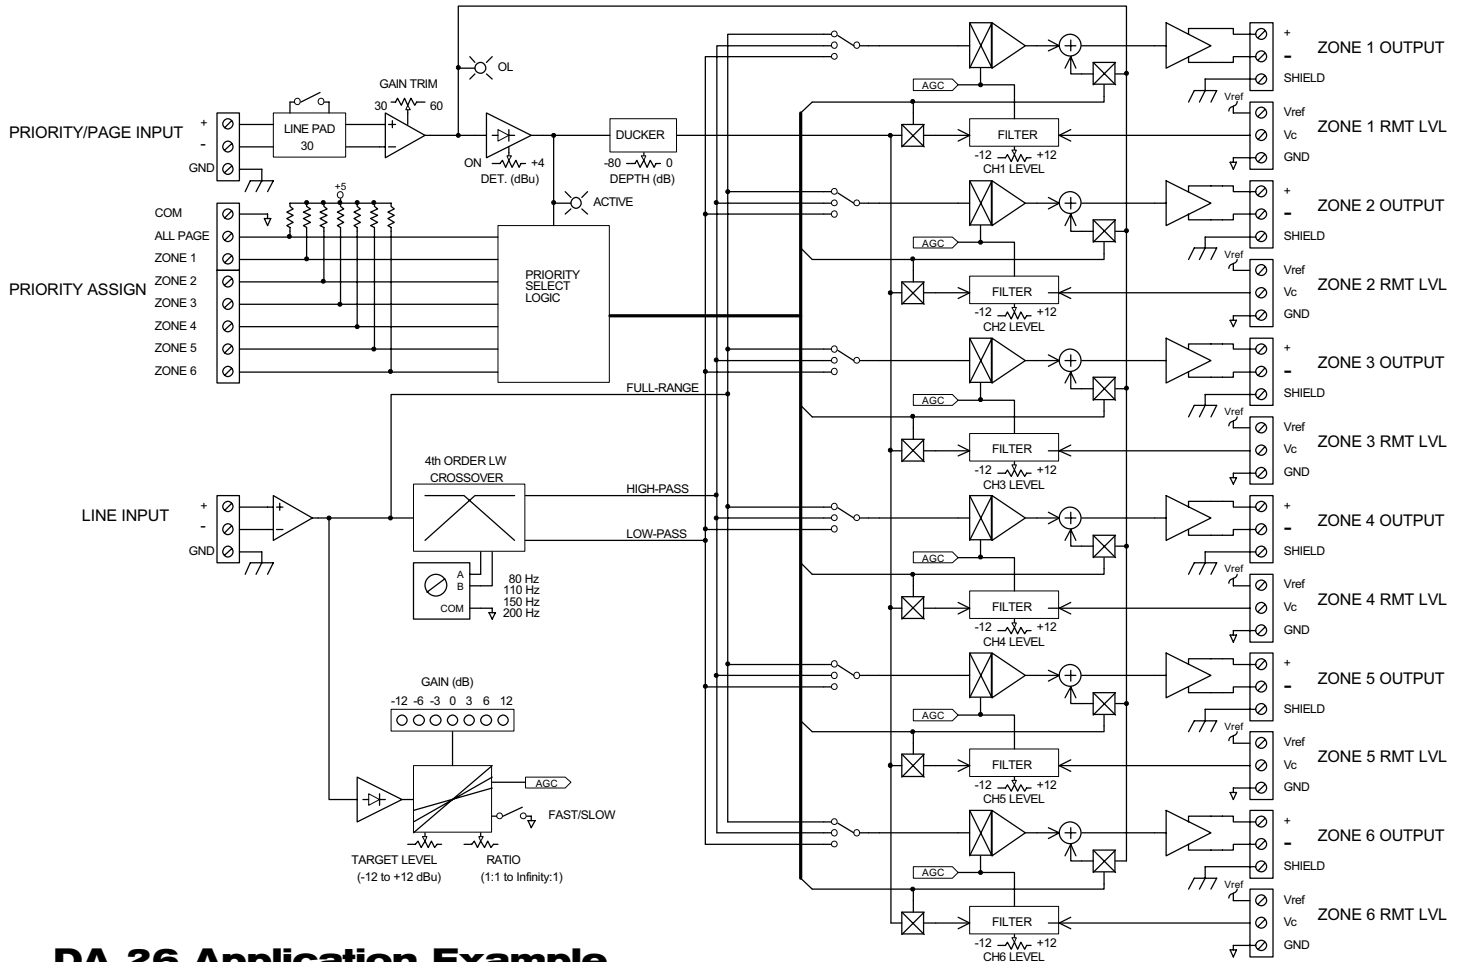 OL
GAIN TRIM
30 60
PRIORITY/PAGE INPUT
+
-
GND
LINE PAD
30
+
−
ON +4
DET. (dBu)
DUCKER
-80 0
DEPTH (dB)
ACTIVE
+5
PRIORITY ASSIGN
COM
ALL PAGE
ZONE 1
ZONE 2
ZONE 3
ZONE 4
ZONE 5
ZONE 6
PRIORITY
SELECT
LOGIC
FULL-RANGE
HIGH-PASS
LOW-PASS
LINE INPUT
+
-
GND
+
−
4th ORDER LW
CROSSOVER
A
B
COM
80 Hz
110 Hz
150 Hz
200 Hz
GAIN (dB)
-12 -6 -3 0 3 6 12
AGC
FAST/SLOW
TARGET LEVEL
(-12 to +12 dBu)
RATIO
(1:1 to Infinity:1)
AGC
FILTER
-12 +12
CH1 LEVEL
+
-
SHIELD
ZONE 1 OUTPUT
Vref
Vref
Vc
GND
ZONE 1 RMT LVL
AGC
FILTER
-12 +12
CH2 LEVEL
+
-
SHIELD
ZONE 2 OUTPUT
Vref
Vref
Vc
GND
ZONE 2 RMT LVL
AGC
FILTER
-12 +12
CH3 LEVEL
+
-
SHIELD
ZONE 3 OUTPUT
Vref
Vref
Vc
GND
ZONE 3 RMT LVL
AGC
FILTER
-12 +12
CH4 LEVEL
+
-
SHIELD
ZONE 4 OUTPUT
Vref
Vref
Vc
GND
ZONE 4 RMT LVL
AGC
FILTER
-12 +12
CH5 LEVEL
+
-
SHIELD
ZONE 5 OUTPUT
Vref
Vref
Vc
GND
ZONE 5 RMT LVL
AGC
FILTER
-12 +12
CH6 LEVEL
+
-
SHIELD
ZONE 6 OUTPUT
Vref
Vref
Vc
GND
ZONE 6 RMT LVL
DA 26 Application Example